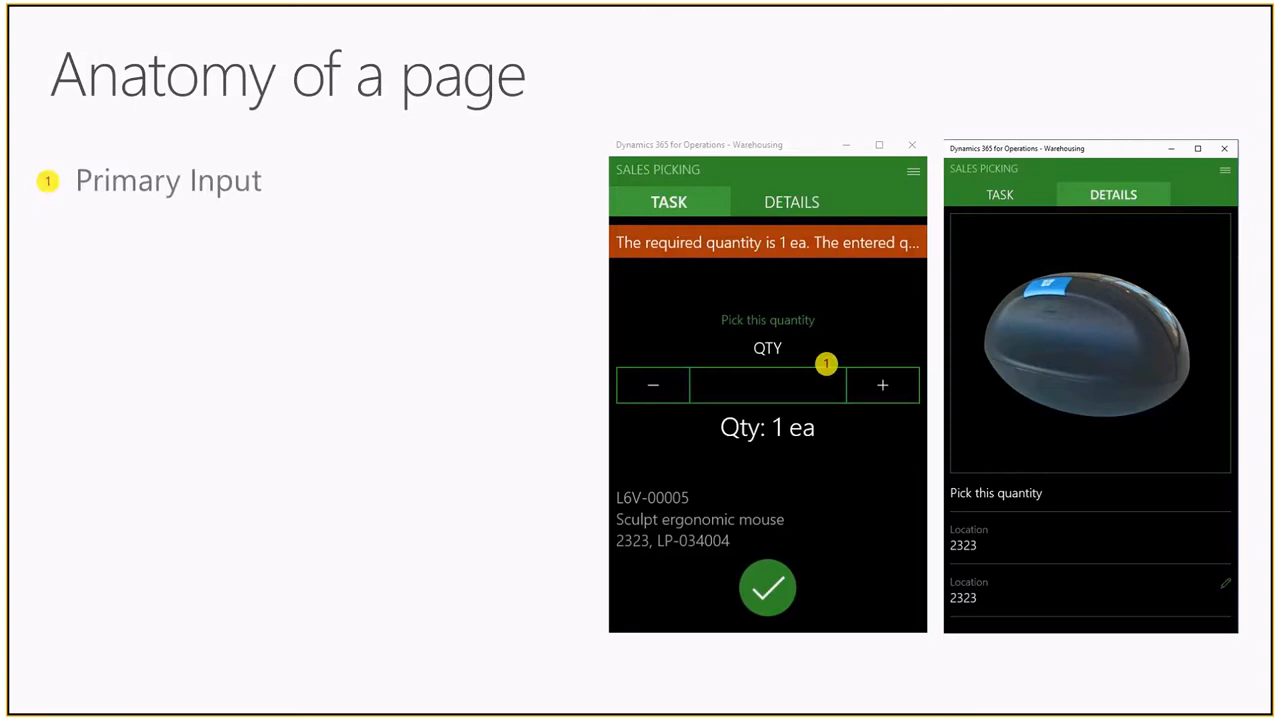 Anatomy of a page
1 Primary Input
Dynamics 365 for Operations - Warehousing
SALES PICKING
TASK DETAILS
The required quantity is 1 ea. The entered q...
Pick this quantity
QTY
1
− +
Qty: 1 ea
L6V-00005
Sculpt ergonomic mouse
2323, LP-034004
Dynamics 365 for Operations - Warehousing
SALES PICKING
TASK DETAILS
Pick this quantity
Location
2323
Location
2323